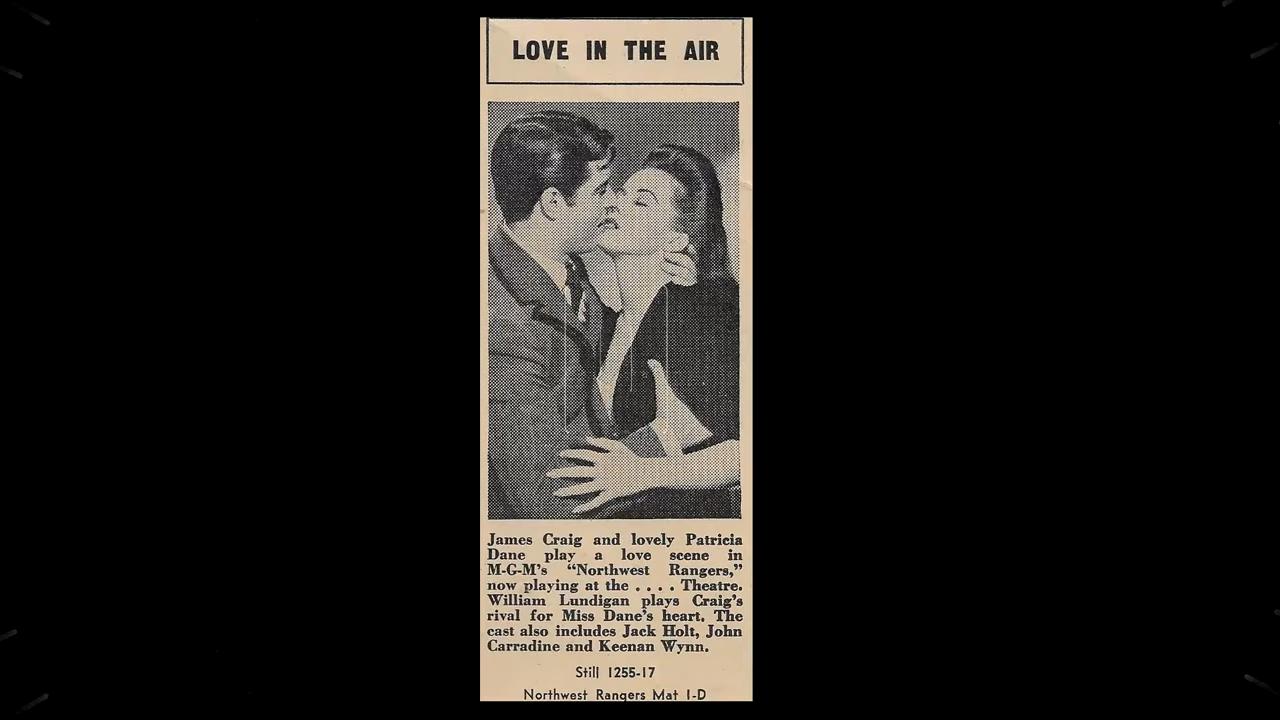 LOVE IN THE AIR
James Craig and lovely Patricia
Dane play a love scene in
M-G-M's “Northwest Rangers,”
now playing at the . . . . Theatre.
William Lundigan plays Craig's
rival for Miss Dane's heart. The
cast also includes Jack Holt, John
Carradine and Keenan Wynn.
Still 1255-17
Northwest Rangers Mat 1-D